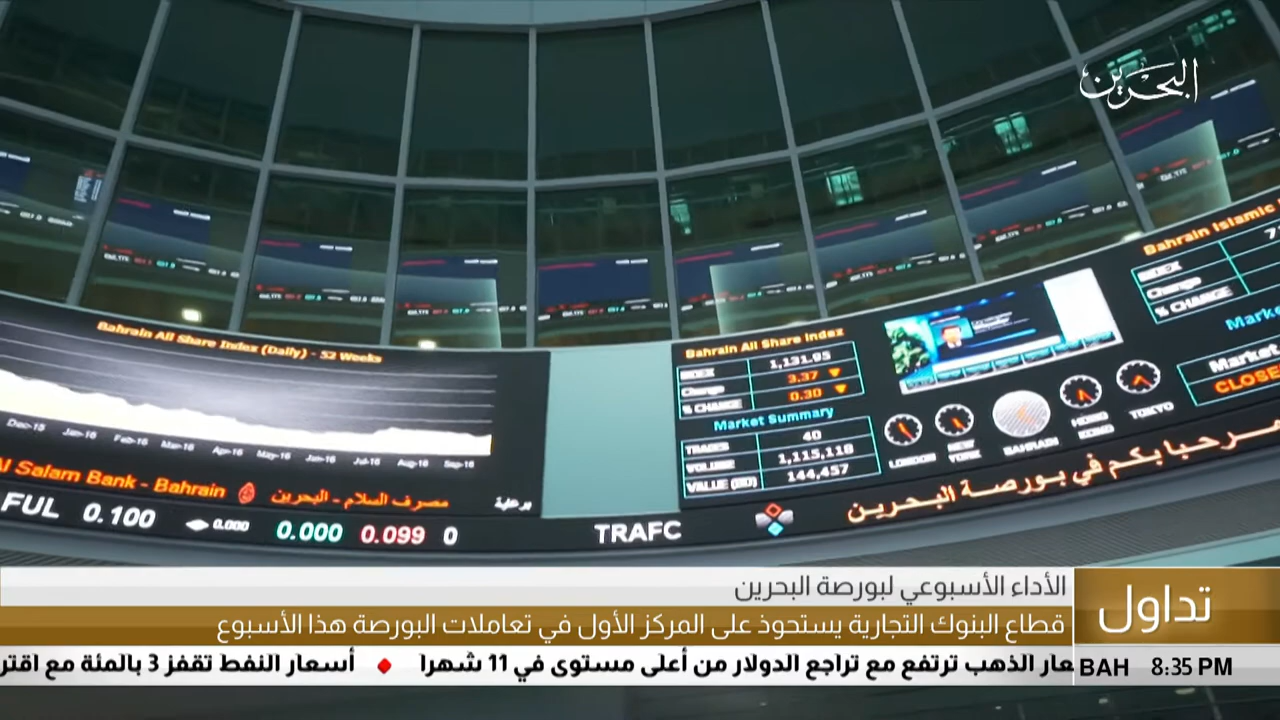 البحرين
Bahrain Islamic
Bahrain All Share Index (Daily) - 52 Weeks
Dec-15 Jan-16 Feb-16 Mar-16 Apr-16 May-16 Jun-16 Jul-16 Aug-16 Sep-16
Al Salam Bank - Bahrain مصرف السلام - البحرين
برعاية
FUL 0.100 0.000 0.000 0.099 0
TRAFC
Bahrain All Share Index
INDEX 1,131.95
Change 3.37
% CHANGE 0.30
Market Summary
TRADES 40
VOLUME 1,115,118
VALUE (BD) 144,457
INDEX
Change
% CHANGE
Market
CLOSE
LONDON
NEW YORK
BAHRAIN
HONG KONG
TOKYO
مرحبا بكم في بورصة البحرين
تداول
الأداء الأسبوعي لبورصة البحرين
قطاع البنوك التجارية يستحوذ على المركز الأول في تعاملات البورصة هذا الأسبوع
BAH 8:35 PM
عار الذهب ترتفع مع تراجع الدولار من أعلى مستوى في 11 شهرا
أسعار النفط تقفز 3 بالمئة مع اقتر